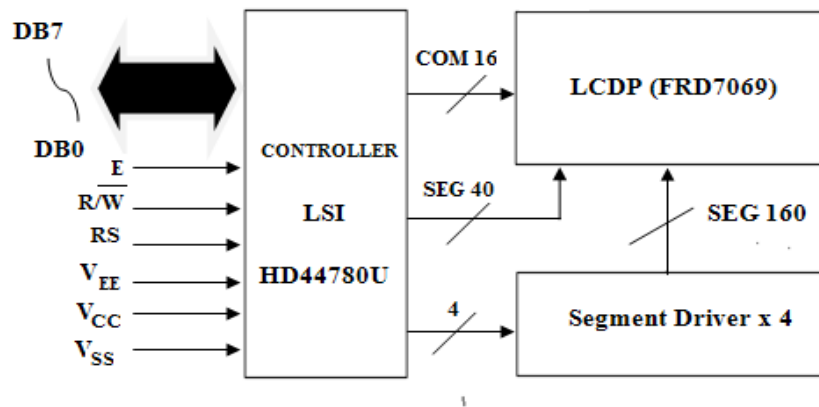 DB7
DB0
E
R/W̅
RS
VEE
VCC
VSS
CONTROLLER
LSI
HD44780U
COM 16
SEG 40
4
LCDP (FRD7069)
SEG 160
Segment Driver x 4